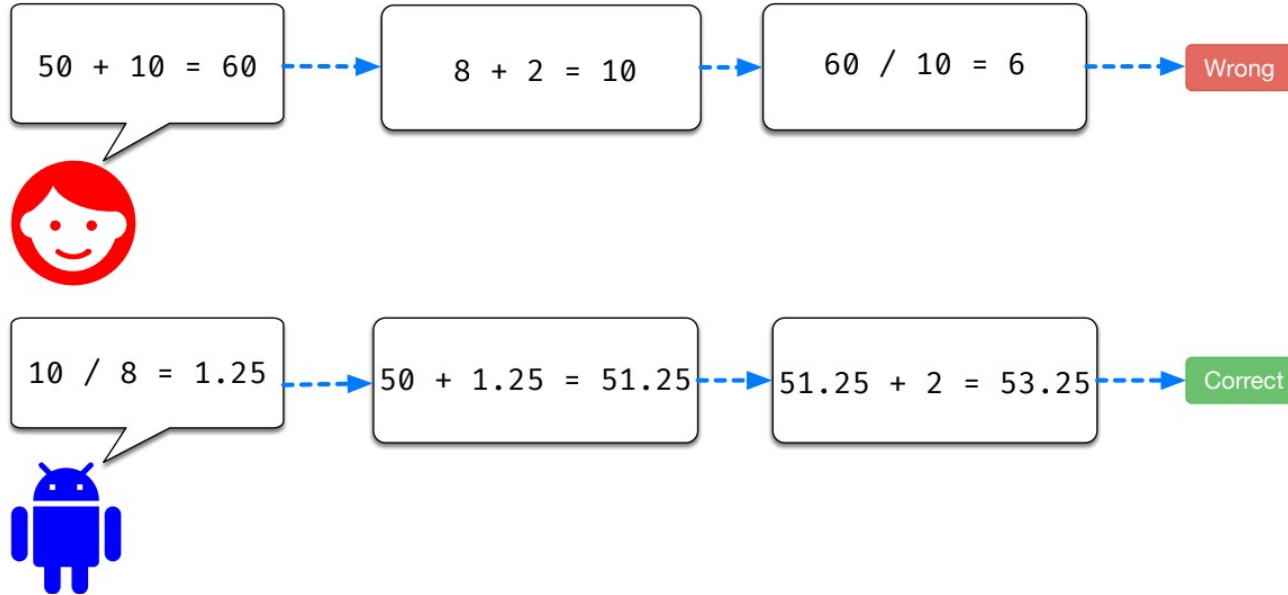 50 + 10 = 60
8 + 2 = 10
60 / 10 = 6
Wrong
10 / 8 = 1.25
50 + 1.25 = 51.25
51.25 + 2 = 53.25
Correct